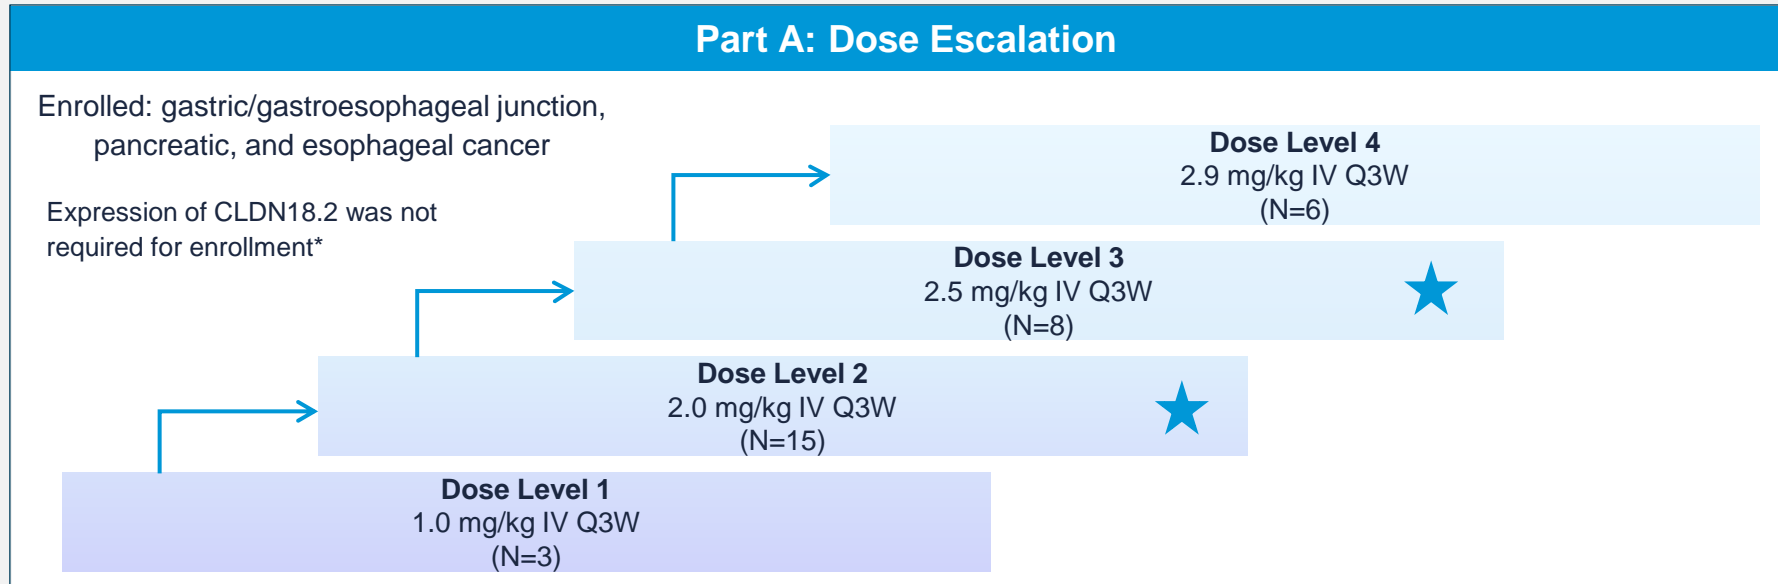 Part A: Dose Escalation
Enrolled: gastric/gastroesophageal junction,
pancreatic, and esophageal cancer
Expression of CLDN18.2 was not
required for enrollment*
Dose Level 4
2.9 mg/kg IV Q3W
(N=6)
Dose Level 3
2.5 mg/kg IV Q3W
(N=8)
Dose Level 2
2.0 mg/kg IV Q3W
(N=15)
Dose Level 1
1.0 mg/kg IV Q3W
(N=3)